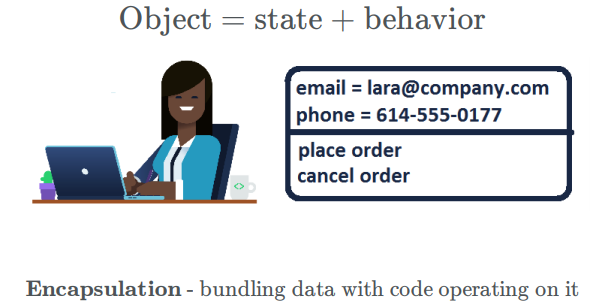 Object = state + behavior
email = lara@company.com
phone = 614-555-0177
place order
cancel order
<>
Encapsulation - bundling data with code operating on it